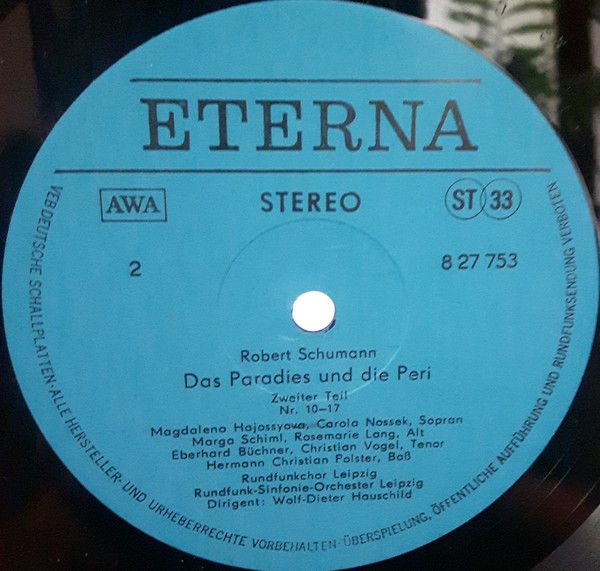 ETERNA
AWA
STEREO
ST 33
2
8 27 753
Robert Schumann
Das Paradies und die Peri
Zweiter Teil
Nr. 10–17
Magdalena Hajossyova, Carola Nossek, Sopran
Marga Schiml, Rosemarie Lang, Alt
Eberhard Büchner, Christian Vogel, Tenor
Hermann Christian Polster, Baß
Rundfunkchor Leipzig
Rundfunk-Sinfonie-Orchester Leipzig
Dirigent: Wolf-Dieter Hauschild
VEB DEUTSCHE SCHALLPLATTEN · ALLE HERSTELLER- UND URHEBERRECHTE VORBEHALTEN · ÜBERSPIELUNG, ÖFFENTLICHE AUFFÜHRUNG UND RUNDFUNKSENDUNG VERBOTEN